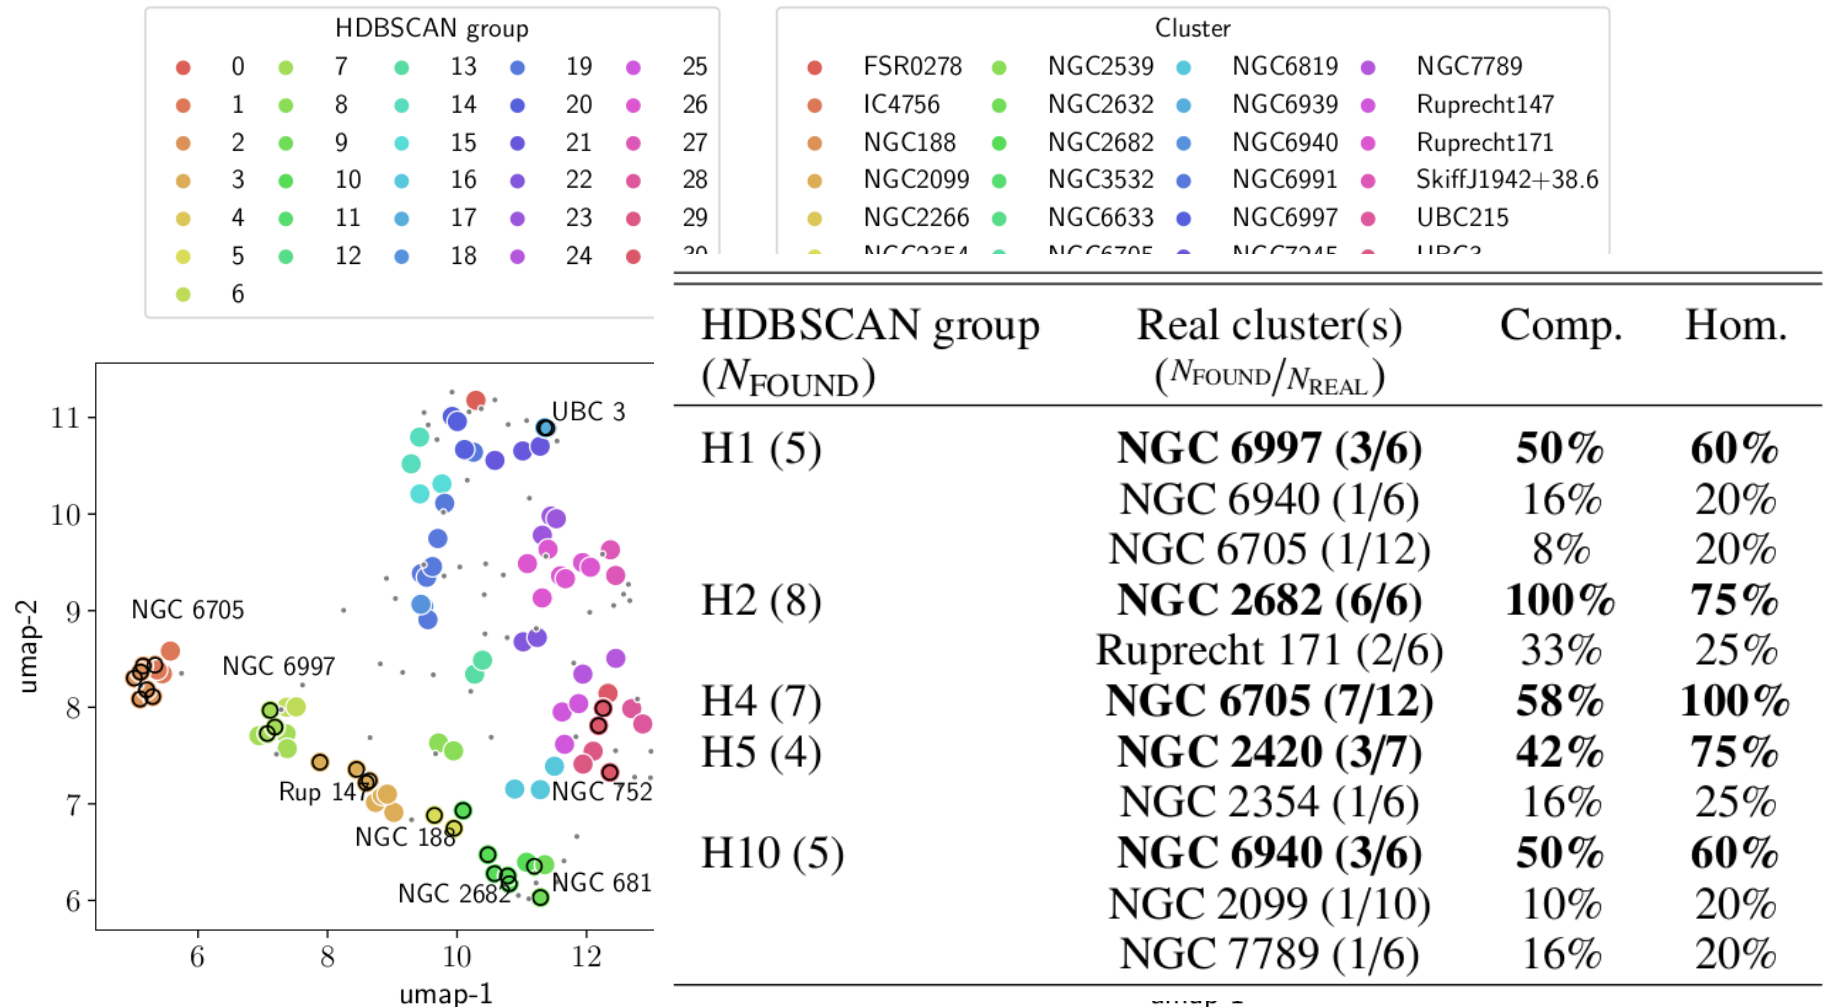 HDBSCAN group
0 7 13 19 25
1 8 14 20 26
2 9 15 21 27
3 10 16 22 28
4 11 17 23 29
5 12 18 24 30
6
Cluster
FSR0278 NGC2539 NGC6819 NGC7789
IC4756 NGC2632 NGC6939 Ruprecht147
NGC188 NGC2682 NGC6940 Ruprecht171
NGC2099 NGC3532 NGC6991 SkiffJ1942+38.6
NGC2266 NGC6633 NGC6997 UBC215
NGC2354 NGC6705 NGC7245 UBC3
umap-2
11
10
9
8
7
6
UBC 3
NGC 6705
NGC 6997
Rup 147
NGC 752
NGC 188
NGC 2682
NGC 681
6 8 10 12
umap-1
HDBSCAN group Real cluster(s) Comp. Hom.
(NFOUND) (NFOUND/NREAL)
H1 (5) NGC 6997 (3/6) 50% 60%
NGC 6940 (1/6) 16% 20%
NGC 6705 (1/12) 8% 20%
H2 (8) NGC 2682 (6/6) 100% 75%
Ruprecht 171 (2/6) 33% 25%
H4 (7) NGC 6705 (7/12) 58% 100%
H5 (4) NGC 2420 (3/7) 42% 75%
NGC 2354 (1/6) 16% 25%
H10 (5) NGC 6940 (3/6) 50% 60%
NGC 2099 (1/10) 10% 20%
NGC 7789 (1/6) 16% 20%
umap-1